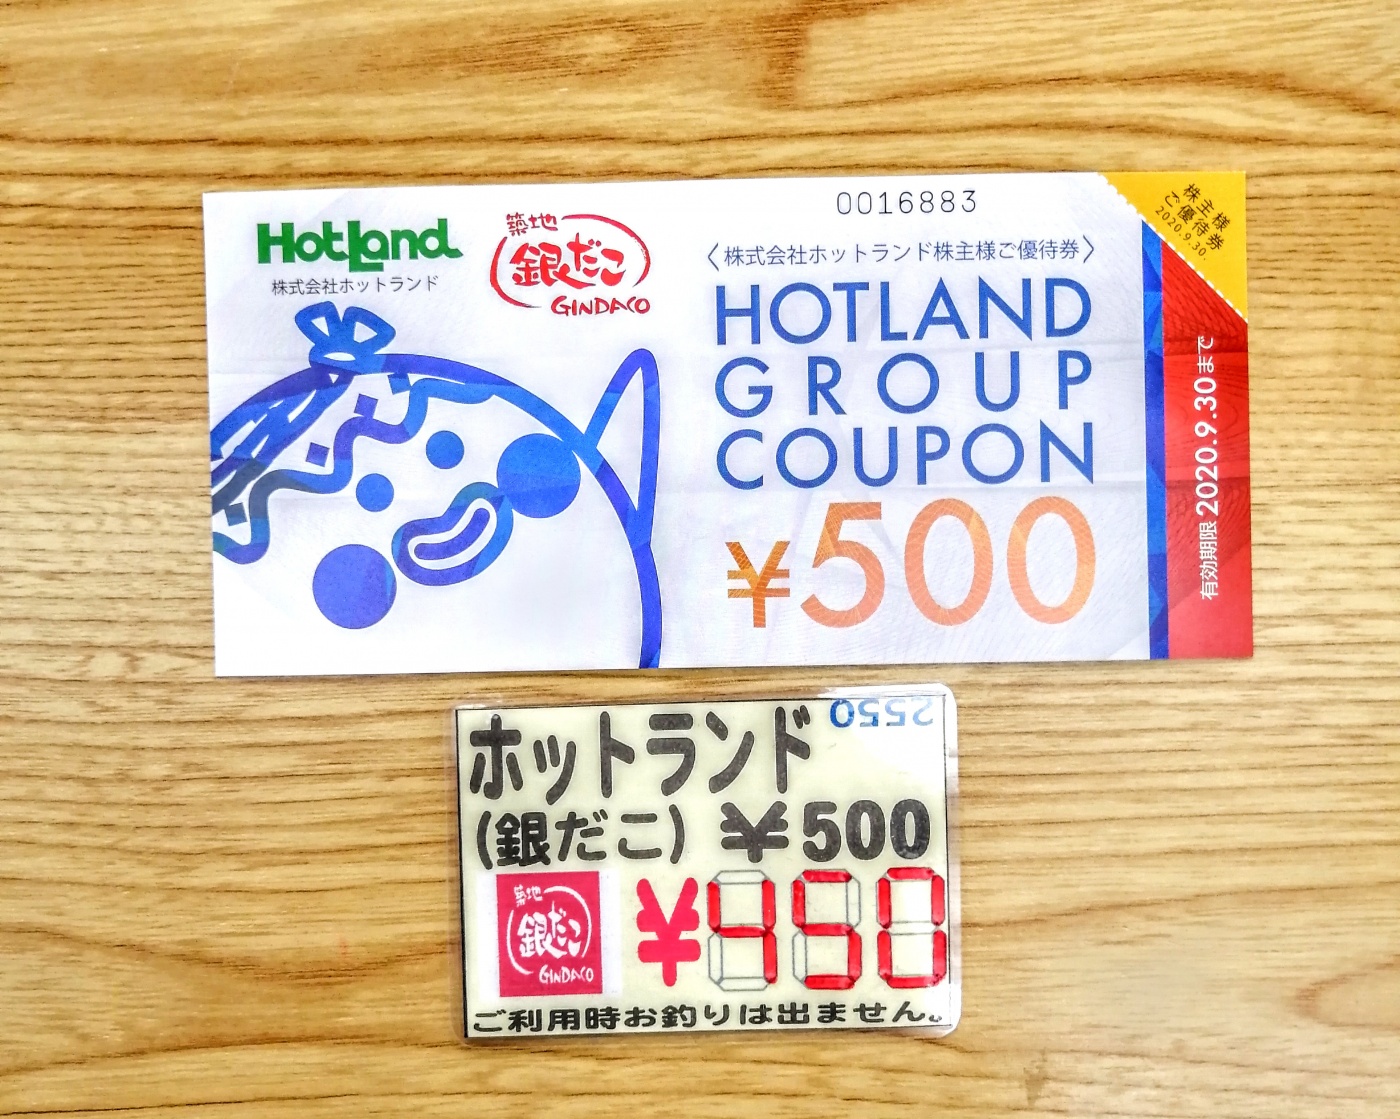 0016883
株主様
ご優待券
2020.9.30.
HotLand
株式会社ホットランド
築地
銀だこ
GINDACO
〈株式会社ホットランド株主様ご優待券〉
HOTLAND
GROUP
COUPON
¥500
有効期限 2020.9.30まで
2550
ホットランド
(銀だこ) ¥500
築地
銀だこ
GINDACO
¥450
ご利用時お釣りは出ません。